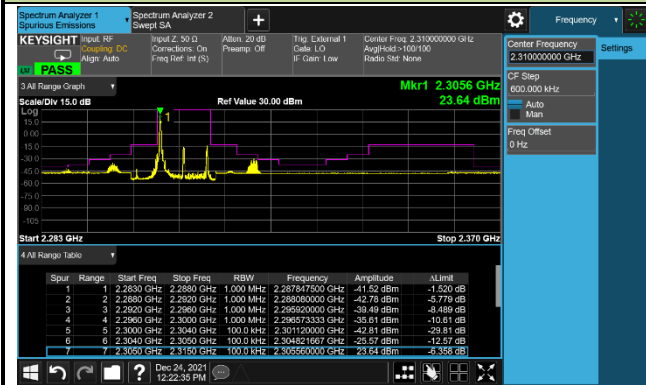 Spectrum Analyzer 1
Spurious Emissions
Spectrum Analyzer 2
Swept SA
+
Frequency
KEYSIGHT
Input: RF
Coupling: DC
Align: Auto
Input Z: 50 Ω
Corrections: On
Freq Ref: Int (S)
Atten: 20 dB
Preamp: Off
Trig: External 1
Gate: LO
IF Gain: Low
Center Freq: 2.310000000 GHz
Avg|Hold:>100/100
Radio Std: None
PASS
Center Frequency
2.310000000 GHz
Settings
CF Step
600.000 kHz
Auto
Man
Freq Offset
0 Hz
3 All Range Graph
Mkr1 2.3056 GHz
23.64 dBm
Scale/Div 15.0 dB
Ref Value 30.00 dBm
Log
15.0
0.00
-15.0
-30.0
-45.0
-60.0
-75.0
-90.0
-105
1
Start 2.283 GHz
Stop 2.370 GHz
4 All Range Table
Spur Range Start Freq Stop Freq RBW Frequency Amplitude ΔLimit
1 1 2.2830 GHz 2.2880 GHz 1.000 MHz 2.287847500 GHz -41.52 dBm -1.520 dB
2 2 2.2880 GHz 2.2920 GHz 1.000 MHz 2.288080000 GHz -42.78 dBm -5.779 dB
3 3 2.2920 GHz 2.2960 GHz 1.000 MHz 2.295920000 GHz -39.49 dBm -8.489 dB
4 4 2.2960 GHz 2.3000 GHz 1.000 MHz 2.296573333 GHz -35.61 dBm -10.61 dB
5 5 2.3000 GHz 2.3040 GHz 100.0 kHz 2.301120000 GHz -42.81 dBm -29.81 dB
6 6 2.3040 GHz 2.3050 GHz 100.0 kHz 2.304821667 GHz -25.57 dBm -12.57 dB
7 7 2.3050 GHz 2.3150 GHz 100.0 kHz 2.305560000 GHz 23.64 dBm -6.358 dB
?
Dec 24, 2021
12:22:35 PM